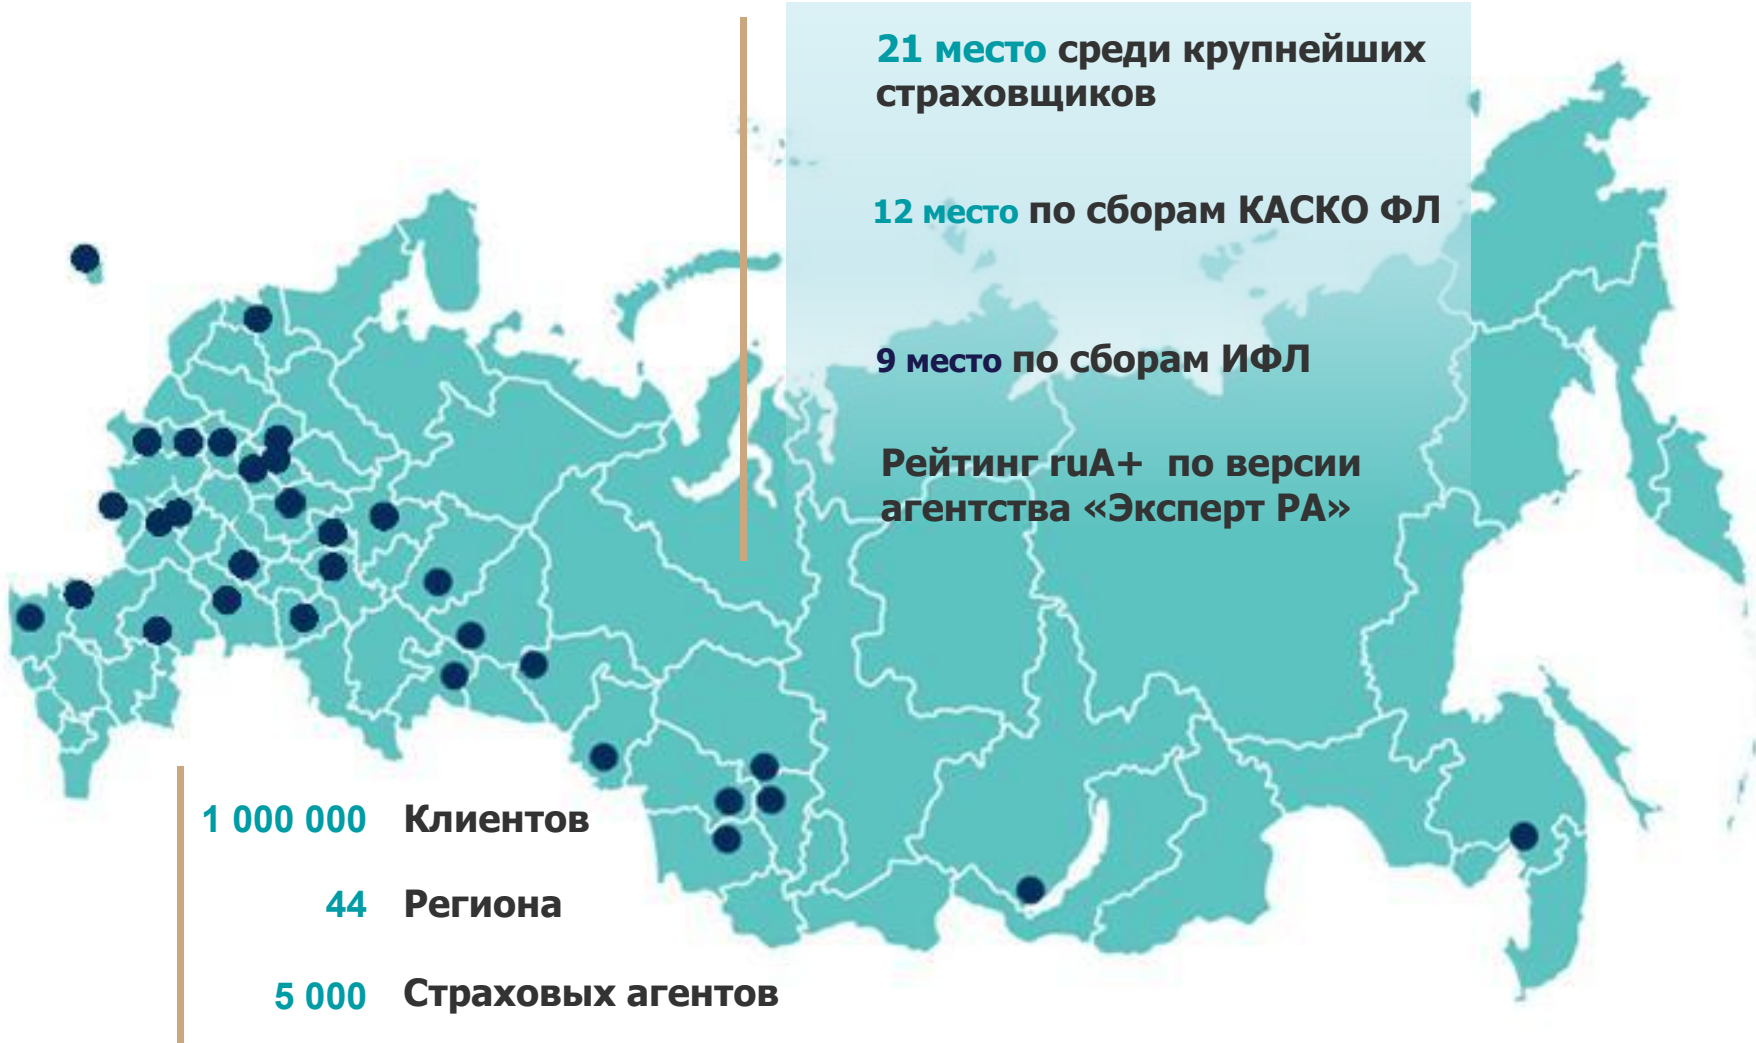 21 место среди крупнейших
страховщиков
12 место по сборам КАСКО ФЛ
9 место по сборам ИФЛ
Рейтинг ruA+ по версии
агентства «Эксперт РА»
1 000 000 Клиентов
44 Региона
5 000 Страховых агентов